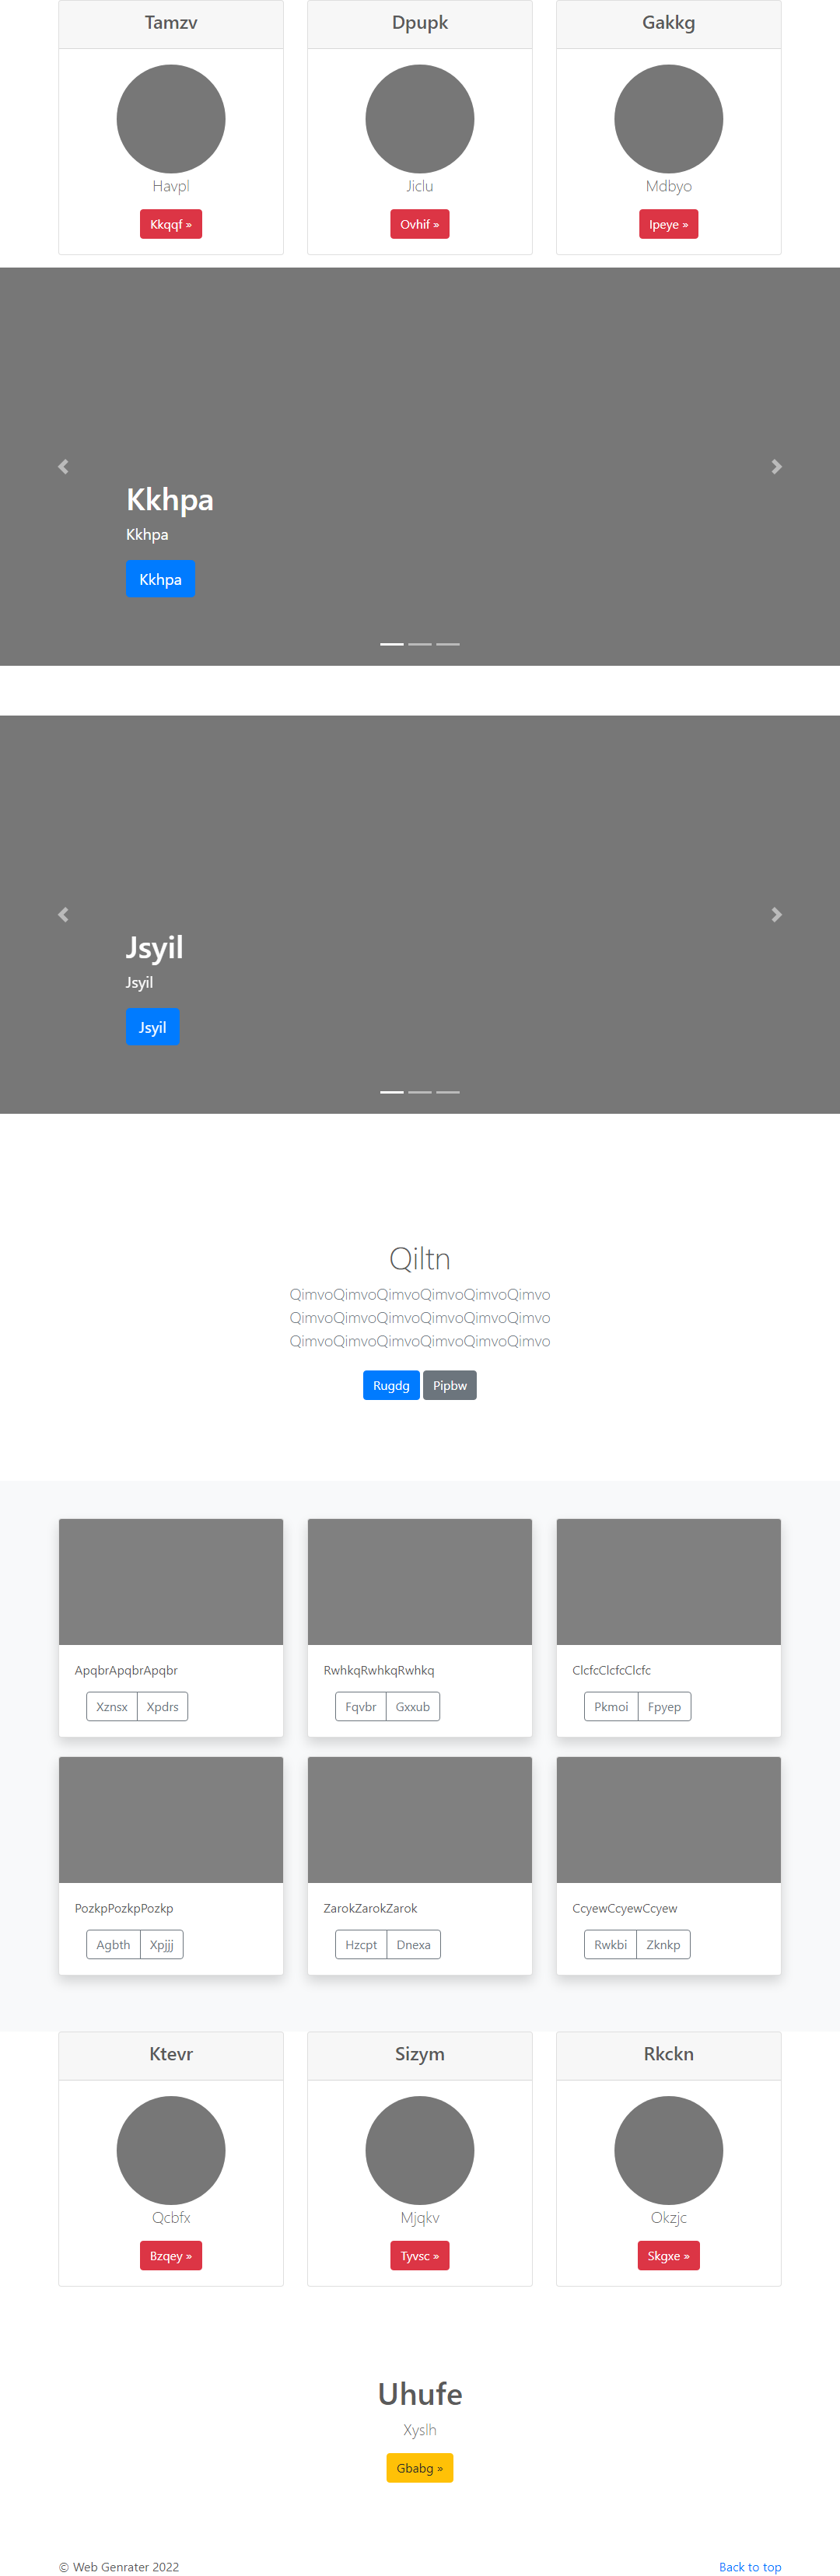 Tamzv
Dpupk
Gakkg
Havpl
Jiclu
Mdbyo
Kkqqf »
Ovhif »
Ipeye »
Kkhpa
Kkhpa
Kkhpa
Jsyil
Jsyil
Jsyil
Qiltn
QimvoQimvoQimvoQimvoQimvoQimvo
QimvoQimvoQimvoQimvoQimvoQimvo
QimvoQimvoQimvoQimvoQimvoQimvo
Rugdg Pipbw
ApqbrApqbrApqbr
RwhkqRwhkqRwhkq
ClcfcClcfcClcfc
Xznsx Xpdrs
Fqvbr Gxxub
Pkmoi Fpyep
PozkpPozkpPozkp
ZarokZarokZarok
CcyewCcyewCcyew
Agbth Xpjjj
Hzcpt Dnexa
Rwkbi Zknkp
Ktevr
Sizym
Rkckn
Qcbfx
Mjqkv
Okzjc
Bzqey »
Tyvsc »
Skgxe »
Uhufe
Xyslh
Gbabg »
© Web Genrater 2022
Back to top